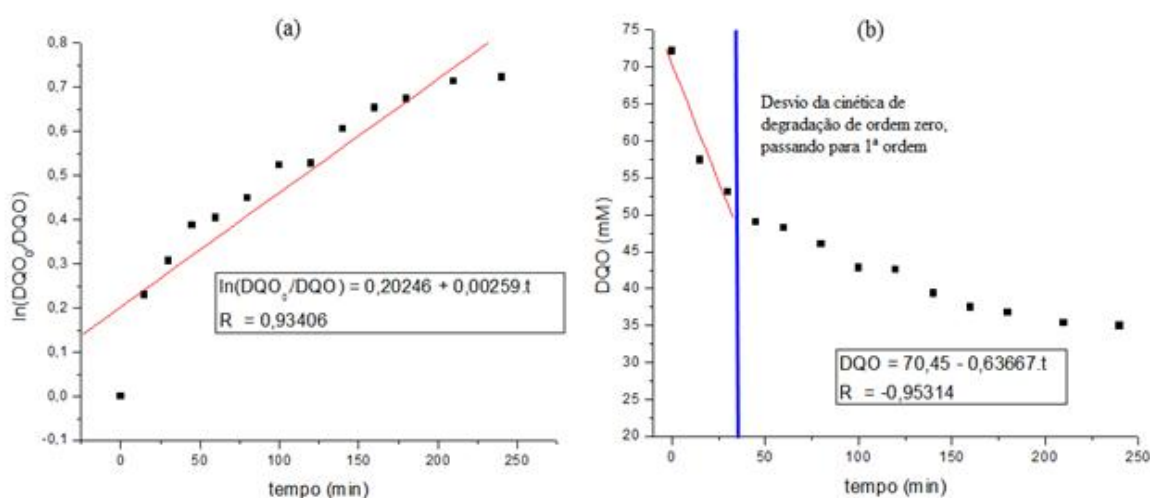 (a)
0,8
0,7
0,6
0,5
0,4
0,3
0,2
0,1
0,0
-0,1
ln(DQO₀/DQO)
ln(DQO₀/DQO) = 0,20246 + 0,00259.t
R = 0,93406
0 50 100 150 200 250
tempo (min)
(b)
75
70
65
60
55
50
45
40
35
30
25
20
DQO (mM)
Desvio da cinética de
degradação de ordem zero,
passando para 1ª ordem
DQO = 70,45 - 0,63667.t
R = -0,95314
0 50 100 150 200 250
tempo (min)